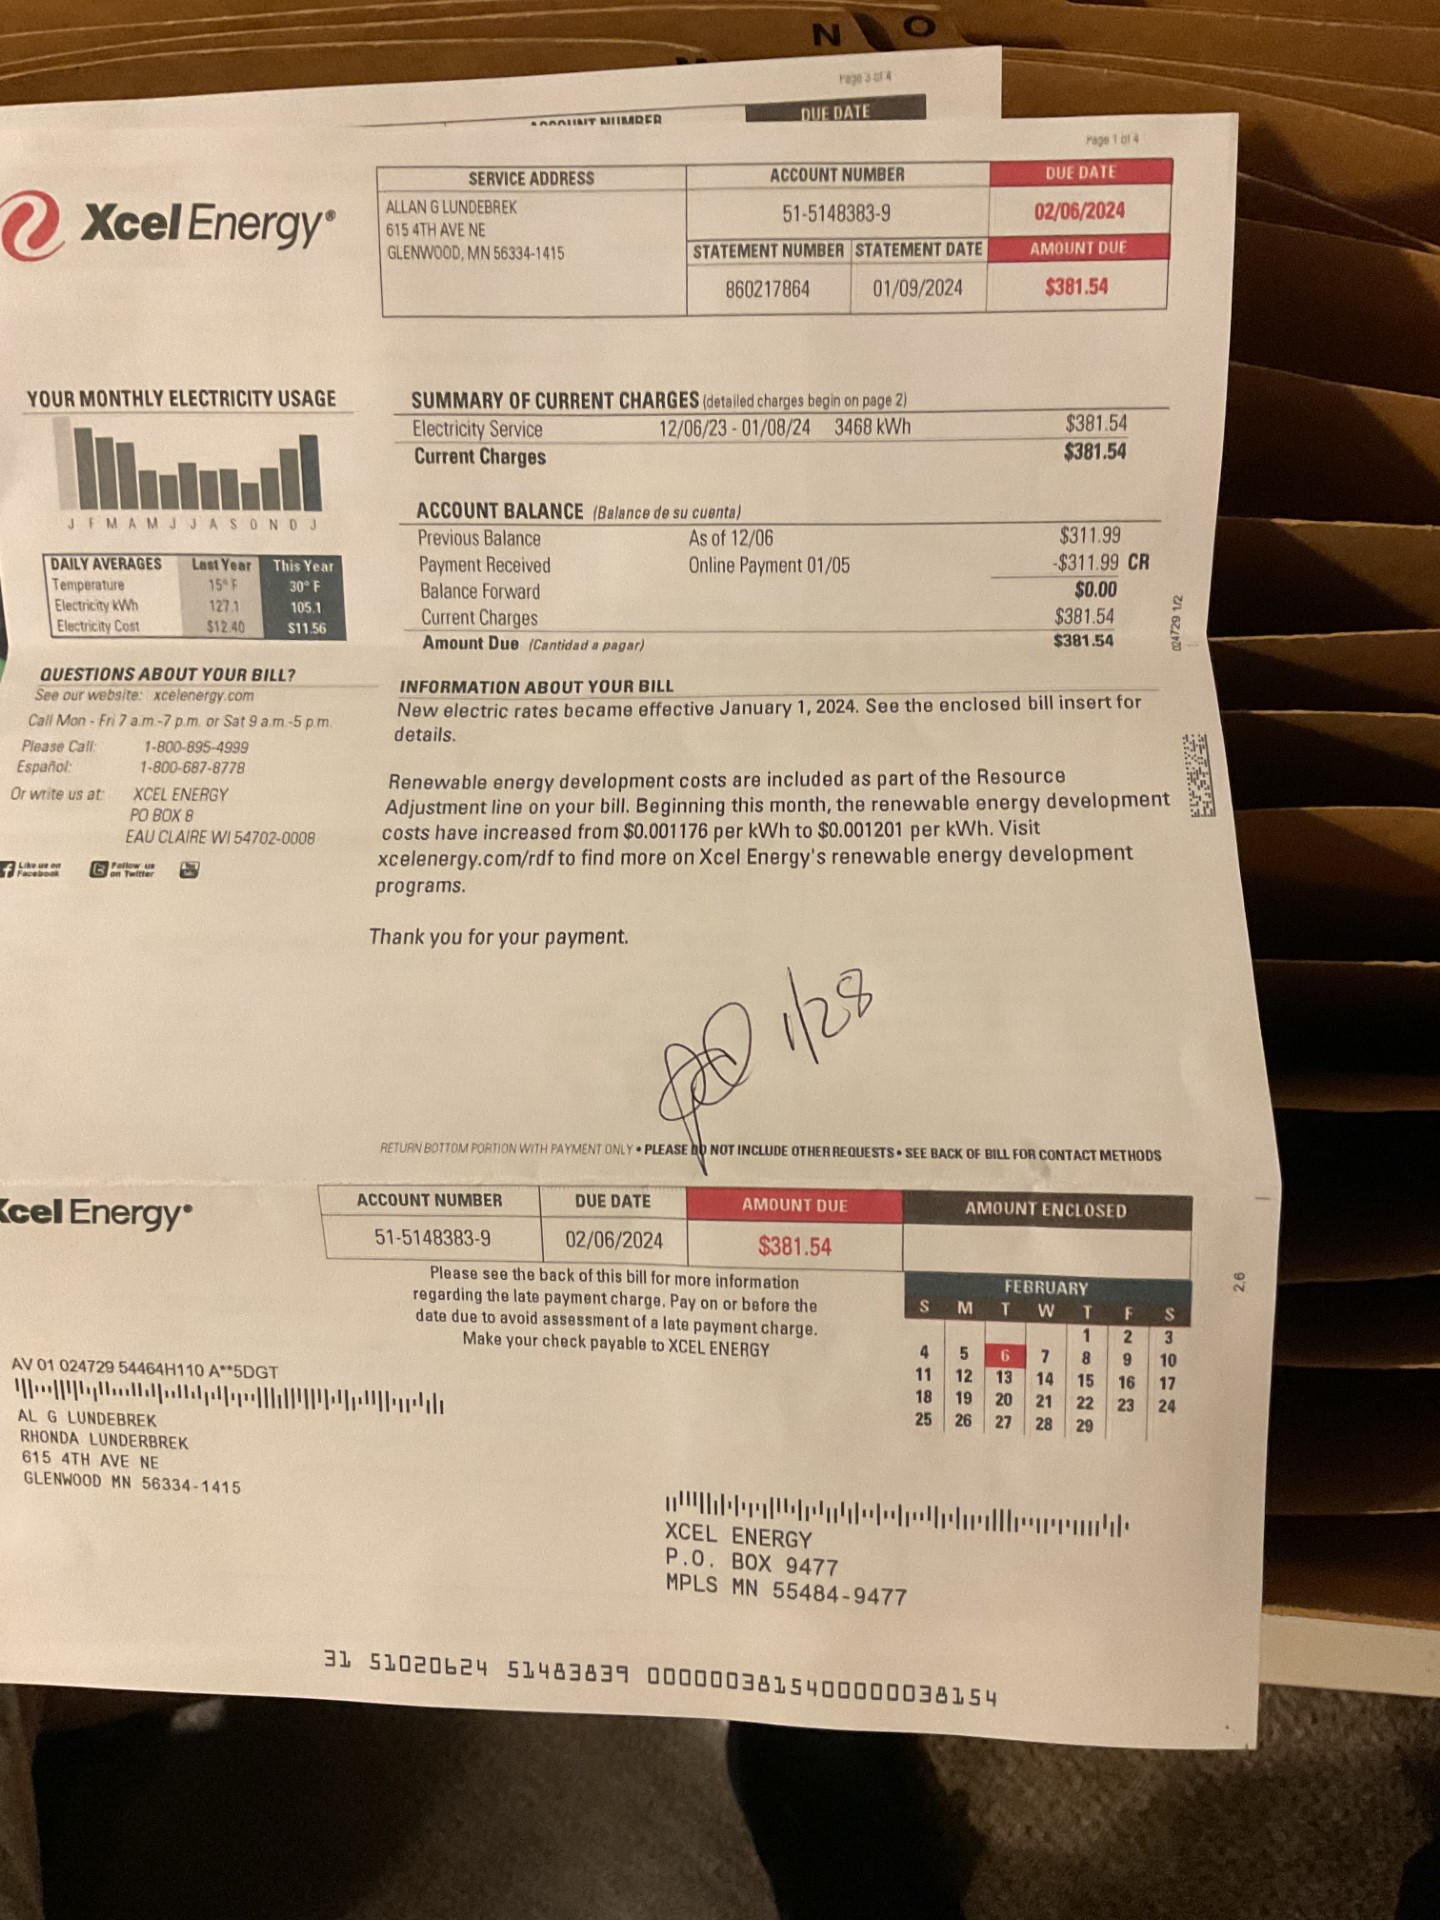 N O
Page 3 of 4
ACCOUNT NUMBER DUE DATE
Page 1 of 4
Xcel Energy®
SERVICE ADDRESS ACCOUNT NUMBER DUE DATE
ALLAN G LUNDEBREK 51-5148383-9 02/06/2024
615 4TH AVE NE
GLENWOOD, MN 56334-1415
STATEMENT NUMBER STATEMENT DATE AMOUNT DUE
860217864 01/09/2024 $381.54
YOUR MONTHLY ELECTRICITY USAGE
J F M A M J J A S O N D J
DAILY AVERAGES Last Year This Year
Temperature 15° F 30° F
Electricity kWh 127.1 105.1
Electricity Cost $12.40 $11.56
QUESTIONS ABOUT YOUR BILL?
See our website: xcelenergy.com
Call Mon - Fri 7 a.m.-7 p.m. or Sat 9 a.m.-5 p.m.
Please Call: 1-800-895-4999
Español: 1-800-687-8778
Or write us at: XCEL ENERGY
PO BOX 8
EAU CLAIRE WI 54702-0008
Like us on Facebook
Follow us on Twitter
SUMMARY OF CURRENT CHARGES (detailed charges begin on page 2)
Electricity Service 12/06/23 - 01/08/24 3468 kWh $381.54
Current Charges $381.54
ACCOUNT BALANCE (Balance de su cuenta)
Previous Balance As of 12/06 $311.99
Payment Received Online Payment 01/05 -$311.99 CR
Balance Forward $0.00
Current Charges $381.54
Amount Due (Cantidad a pagar) $381.54
024729 1/2
INFORMATION ABOUT YOUR BILL
New electric rates became effective January 1, 2024. See the enclosed bill insert for
details.
Renewable energy development costs are included as part of the Resource
Adjustment line on your bill. Beginning this month, the renewable energy development
costs have increased from $0.001176 per kWh to $0.001201 per kWh. Visit
xcelenergy.com/rdf to find more on Xcel Energy's renewable energy development
programs.
Thank you for your payment.
pd 1/28
RETURN BOTTOM PORTION WITH PAYMENT ONLY • PLEASE DO NOT INCLUDE OTHER REQUESTS • SEE BACK OF BILL FOR CONTACT METHODS
Xcel Energy®
ACCOUNT NUMBER DUE DATE AMOUNT DUE AMOUNT ENCLOSED
51-5148383-9 02/06/2024 $381.54
2.6
Please see the back of this bill for more information
regarding the late payment charge. Pay on or before the
date due to avoid assessment of a late payment charge.
Make your check payable to XCEL ENERGY
FEBRUARY
S M T W T F S
1 2 3
4 5 6 7 8 9 10
11 12 13 14 15 16 17
18 19 20 21 22 23 24
25 26 27 28 29
AV 01 024729 54464H110 A**5DGT
AL G LUNDEBREK
RHONDA LUNDERBREK
615 4TH AVE NE
GLENWOOD MN 56334-1415
XCEL ENERGY
P.O. BOX 9477
MPLS MN 55484-9477
31 51020624 51483839 0000003815400000038154